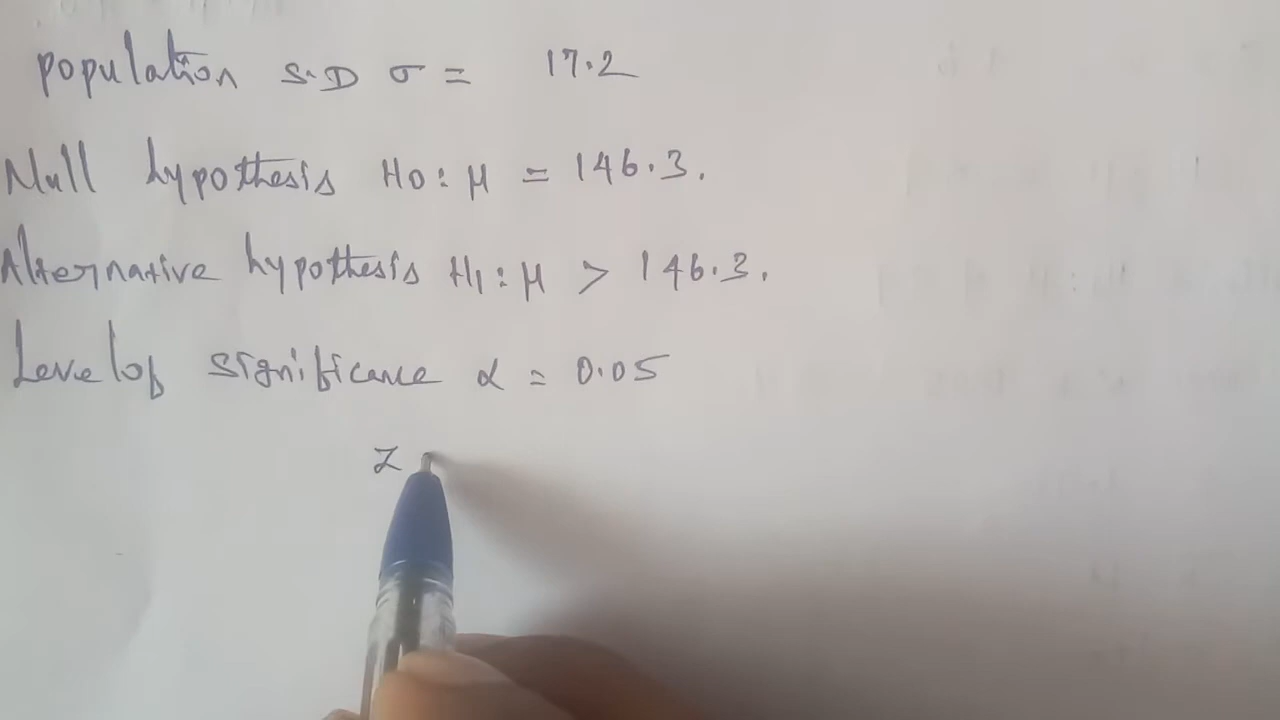 population S.D σ = 17.2
Null hypothesis H0 : μ = 146.3.
Alternative hypothesis H1 : μ > 146.3.
Level of significance α = 0.05
Z